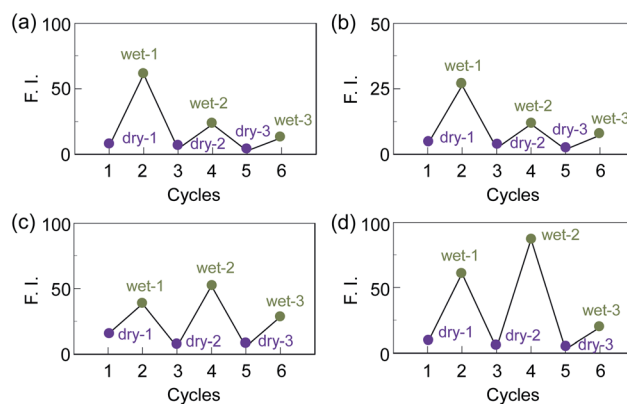 (a)
100
50
0
F. I.
wet-1
wet-2
wet-3
dry-1
dry-2
dry-3
1 2 3 4 5 6
Cycles
(b)
50
25
0
F. I.
wet-1
wet-2
wet-3
dry-1
dry-2
dry-3
1 2 3 4 5 6
Cycles
(c)
100
50
0
F. I.
wet-1
wet-2
wet-3
dry-1
dry-2
dry-3
1 2 3 4 5 6
Cycles
(d)
100
50
0
F. I.
wet-1
wet-2
wet-3
dry-1
dry-2
dry-3
1 2 3 4 5 6
Cycles